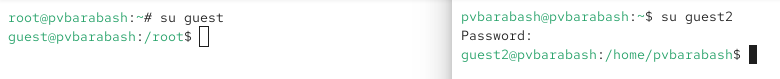 root@pvbarabash:~# su guest
guest@pvbarabash:/root$
pvbarabash@pvbarabash:~$ su guest2
Password:
guest2@pvbarabash:/home/pvbarabash$